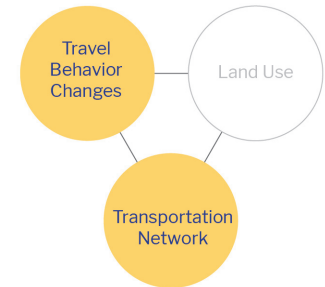 Travel
Behavior
Changes
Land Use
Transportation
Network